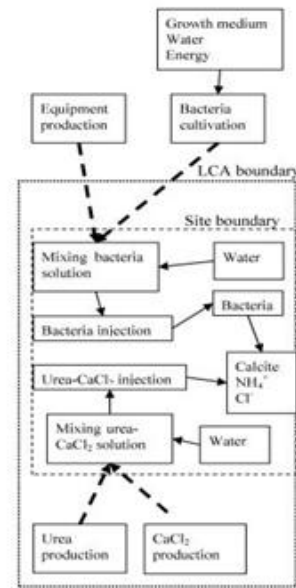 Growth medium
Water
Energy
Equipment
production
Bacteria
cultivation
LCA boundary
Site boundary
Mixing bacteria
solution
Water
Bacteria
Bacteria injection
Urea-CaCl₂ injection
Calcite
NH₄⁺
Cl⁻
Mixing urea-
CaCl₂ solution
Water
Urea
production
CaCl₂
production